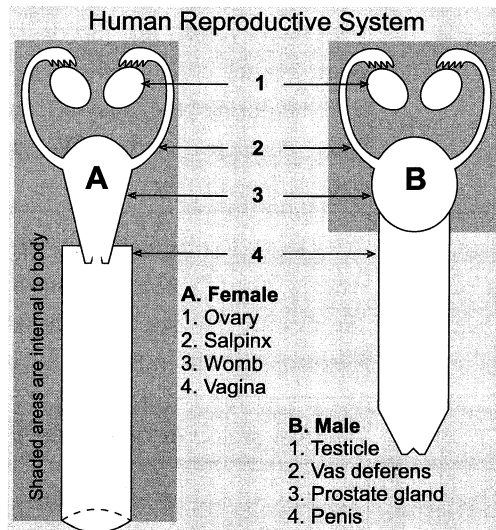 Human Reproductive System
1
2
A
B
3
4
Shaded areas are internal to body
A. Female
1. Ovary
2. Salpinx
3. Womb
4. Vagina
B. Male
1. Testicle
2. Vas deferens
3. Prostate gland
4. Penis